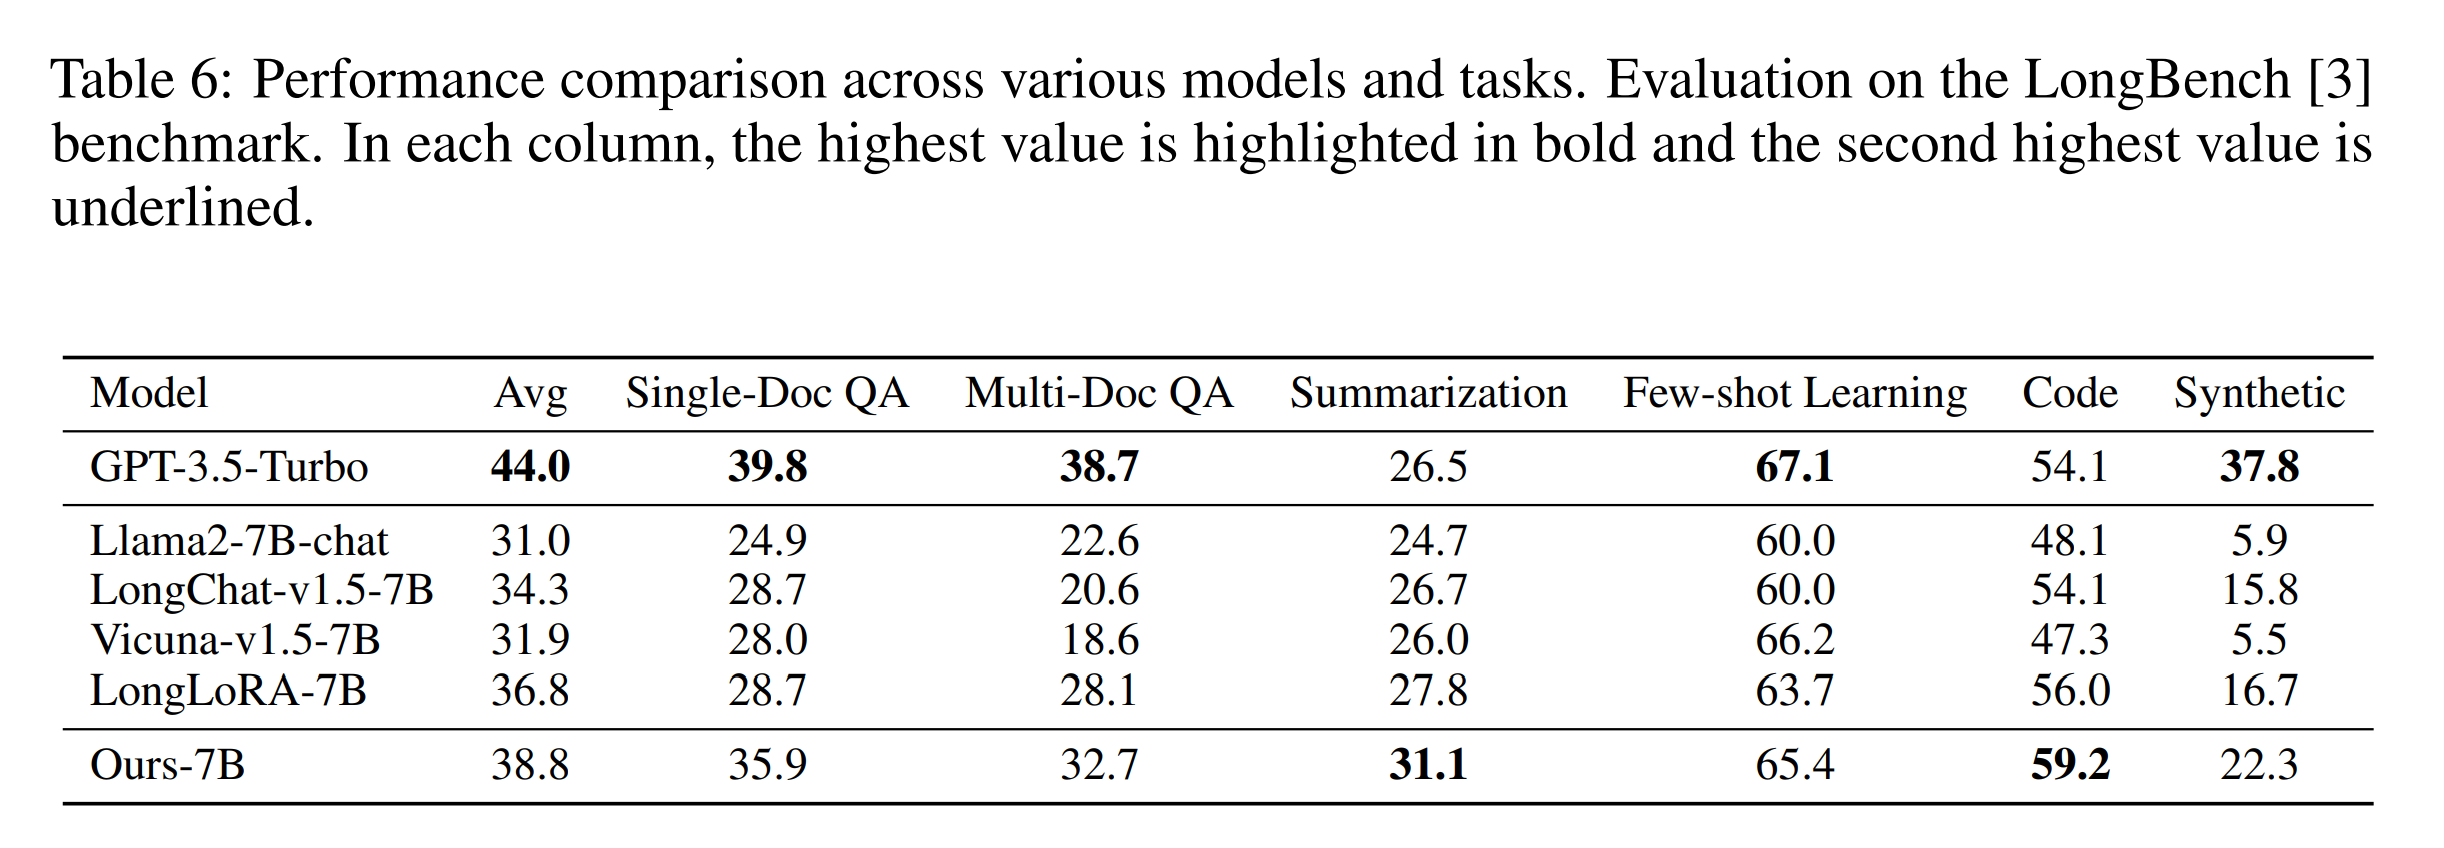 Table 6: Performance comparison across various models and tasks. Evaluation on the LongBench [3]
benchmark. In each column, the highest value is highlighted in bold and the second highest value is
underlined.
Model Avg Single-Doc QA Multi-Doc QA Summarization Few-shot Learning Code Synthetic
GPT-3.5-Turbo 44.0 39.8 38.7 26.5 67.1 54.1 37.8
Llama2-7B-chat 31.0 24.9 22.6 24.7 60.0 48.1 5.9
LongChat-v1.5-7B 34.3 28.7 20.6 26.7 60.0 54.1 15.8
Vicuna-v1.5-7B 31.9 28.0 18.6 26.0 66.2 47.3 5.5
LongLoRA-7B 36.8 28.7 28.1 27.8 63.7 56.0 16.7
Ours-7B 38.8 35.9 32.7 31.1 65.4 59.2 22.3